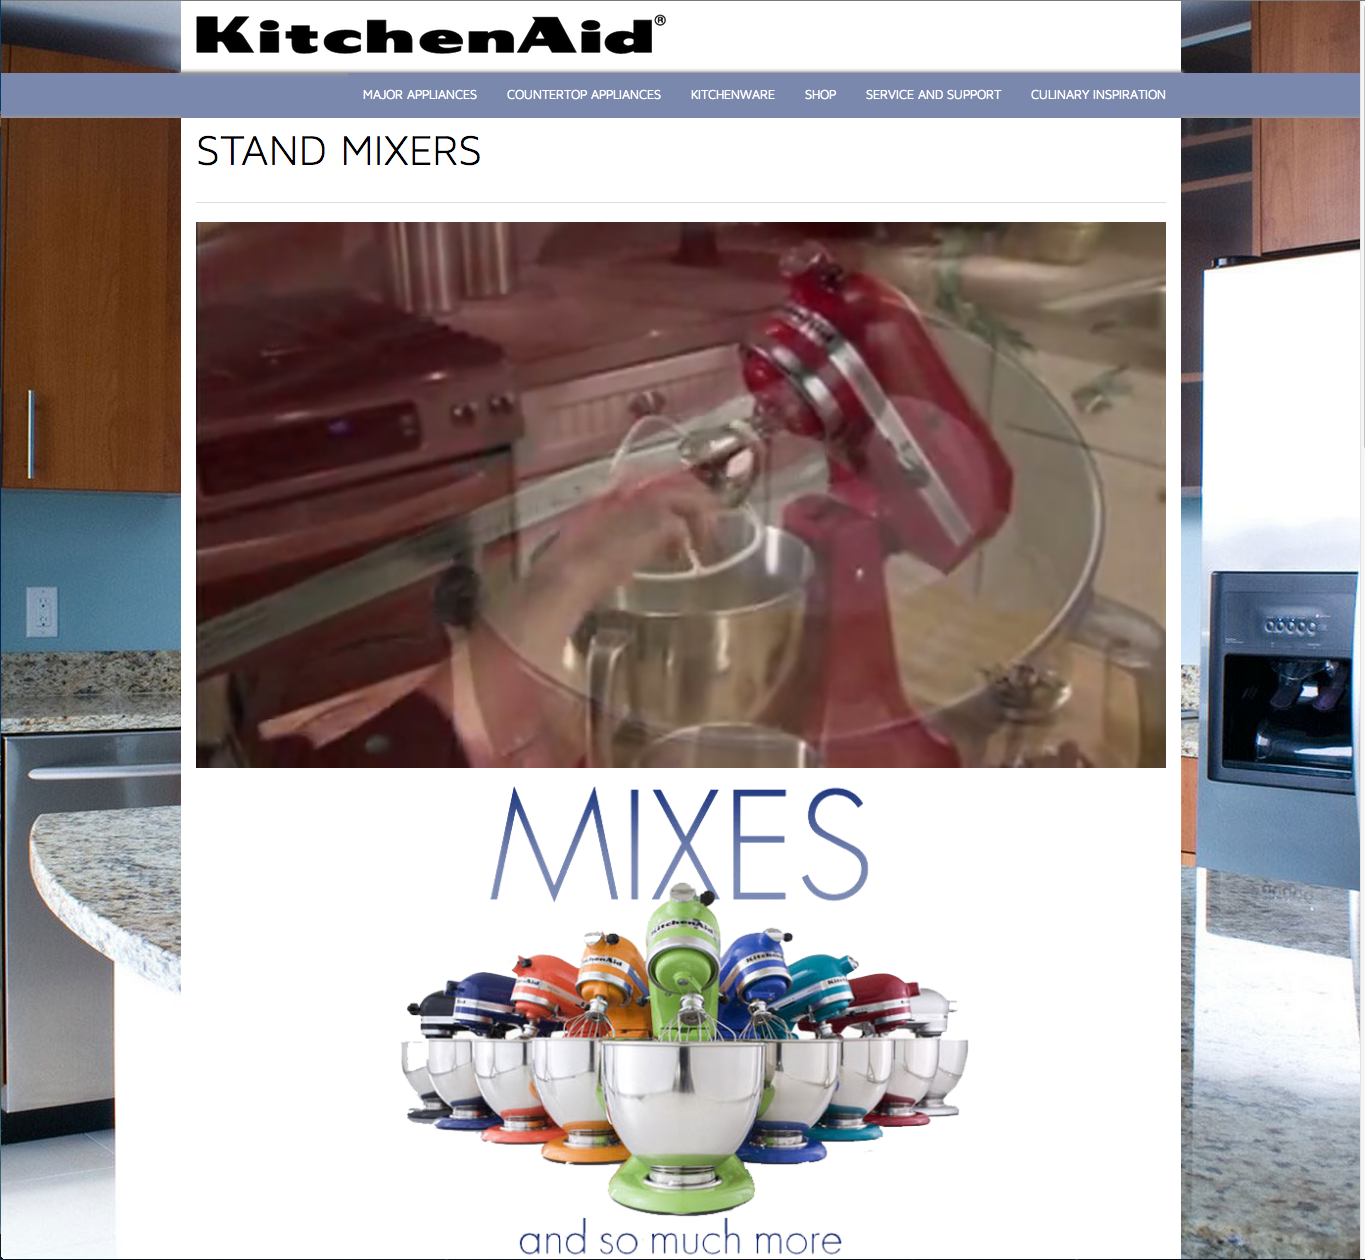 KitchenAid®
MAJOR APPLIANCES COUNTERTOP APPLIANCES KITCHENWARE SHOP SERVICE AND SUPPORT CULINARY INSPIRATION
STAND MIXERS
MIXES
KitchenAid
and so much more